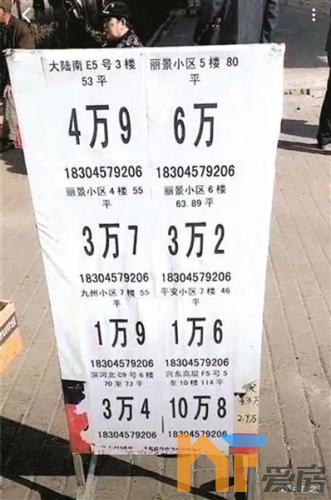 大陆南 E5 号 3 楼
53 平
4万9
18304579206
丽景小区 5 楼 80
平
6万
18304579206
丽景小区 4 楼 55
平
3万7
18304579206
丽景小区 6 楼
63.89 平
3万2
18304579206
九州小区 7 楼 55
平
1万9
18304579206
平安小区 7 楼 46
平
1万6
18304579206
滨河北 C9 号 6 楼
70 至 73 平
3万4
18304579206
兴东高层 F5 号 5
至 10 楼 114 平
10万8
18304579206
爱房